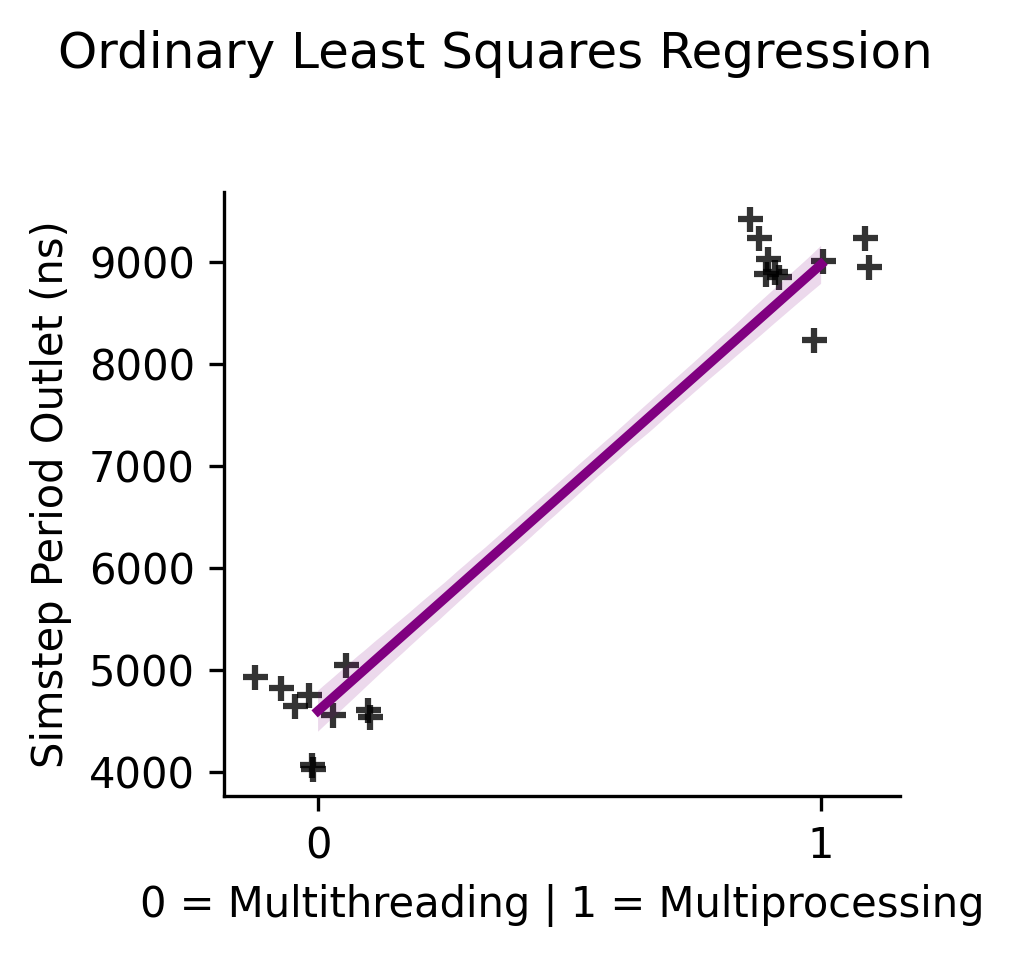 Ordinary Least Squares Regression
Simstep Period Outlet (ns)
9000
8000
7000
6000
5000
4000
0
1
0 = Multithreading | 1 = Multiprocessing